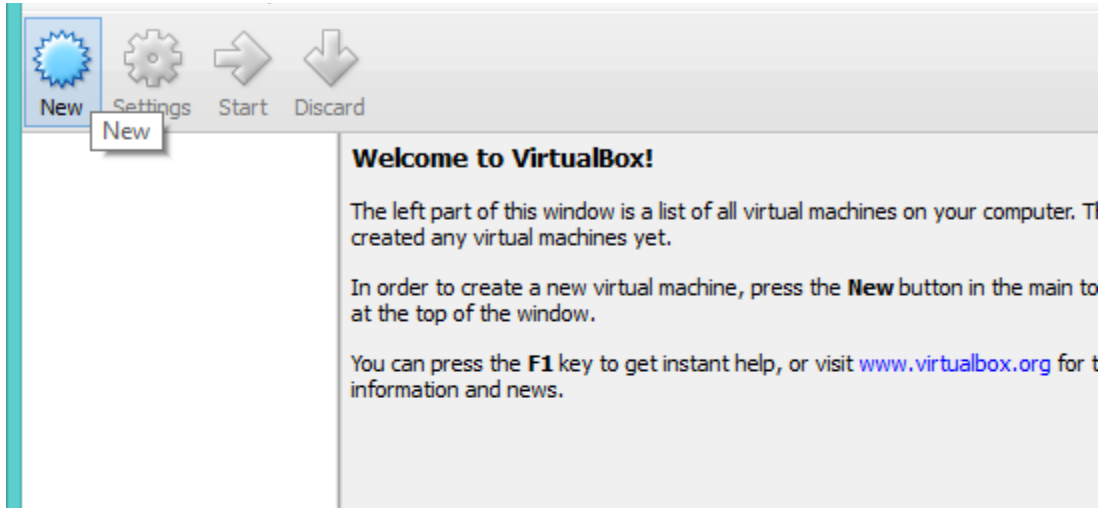 New Settings Start Discard
New
Welcome to VirtualBox!
The left part of this window is a list of all virtual machines on your computer.
created any virtual machines yet.
In order to create a new virtual machine, press the New button in the main
at the top of the window.
You can press the F1 key to get instant help, or visit www.virtualbox.org for
information and news.